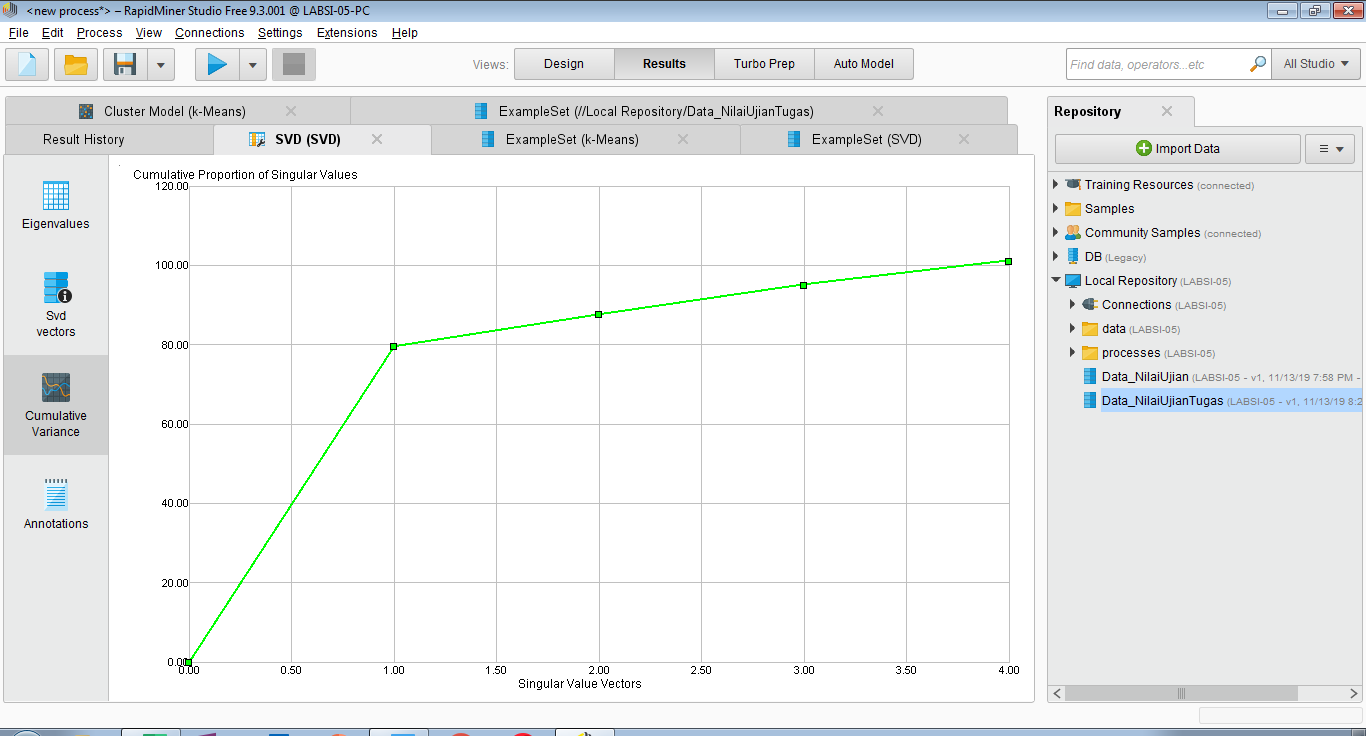 <new process*> – RapidMiner Studio Free 9.3.001 @ LABSI-05-PC
File Edit Process View Connections Settings Extensions Help
Views: Design Results Turbo Prep Auto Model
Find data, operators...etc
All Studio
Cluster Model (k-Means)
ExampleSet (//Local Repository/Data_NilaiUjianTugas)
Result History
SVD (SVD)
ExampleSet (k-Means)
ExampleSet (SVD)
Eigenvalues
Svd
vectors
Cumulative
Variance
Annotations
Cumulative Proportion of Singular Values
120.00
100.00
80.00
60.00
40.00
20.00
0.00
0.00 0.50 1.00 1.50 2.00 2.50 3.00 3.50 4.00
Singular Value Vectors
Repository
Import Data
Training Resources (connected)
Samples
Community Samples (connected)
DB (Legacy)
Local Repository (LABSI-05)
Connections (LABSI-05)
data (LABSI-05)
processes (LABSI-05)
Data_NilaiUjian (LABSI-05 - v1, 11/13/19 7:58 PM -
Data_NilaiUjianTugas (LABSI-05 - v1, 11/13/19 8:2